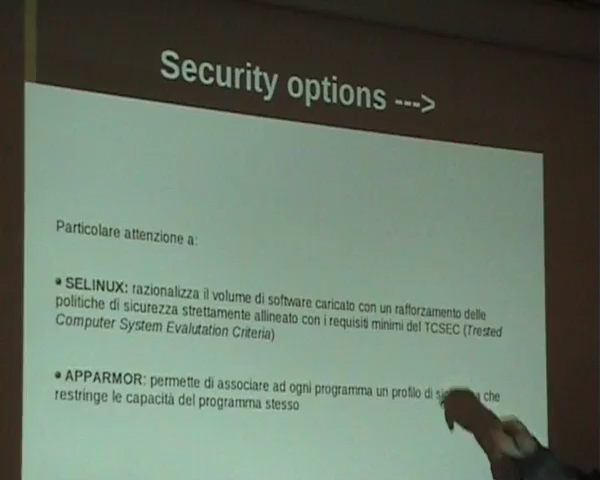 Security options --->
Particolare attenzione a:
• SELINUX: razionalizza il volume di software caricato con un rafforzamento delle
politiche di sicurezza strettamente allineato con i requisiti minimi del TCSEC (Trested
Computer System Evalutation Criteria)
• APPARMOR: permette di associare ad ogni programma un profilo di che
restringe le capacità del programma stesso